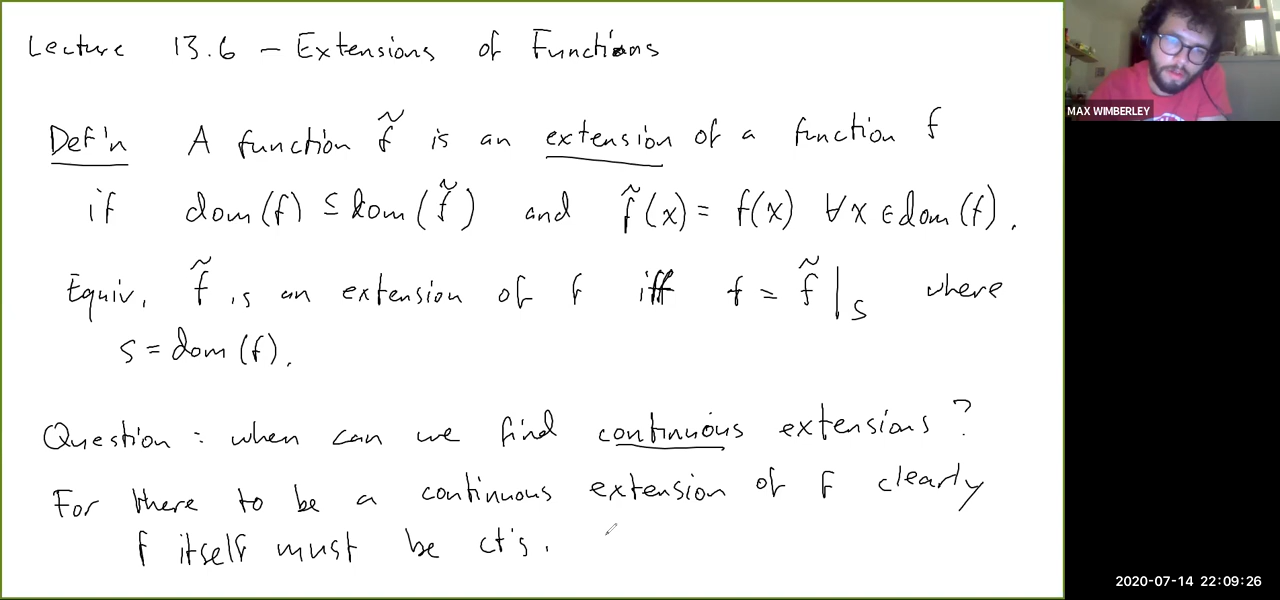 Lecture 13.6 - Extensions of Functions
Def'n A function f̃ is an extension of a function f
if dom(f) ⊆ dom(f̃) and f̃(x) = f(x) ∀x ∈ dom(f).
Equiv, f̃ is an extension of f iff f = f̃|_S where
S = dom(f).
Question: when can we find continuous extensions?
For there to be a continuous extension of f clearly
f itself must be ct's.
MAX WIMBERLEY
2020-07-14 22:09:26